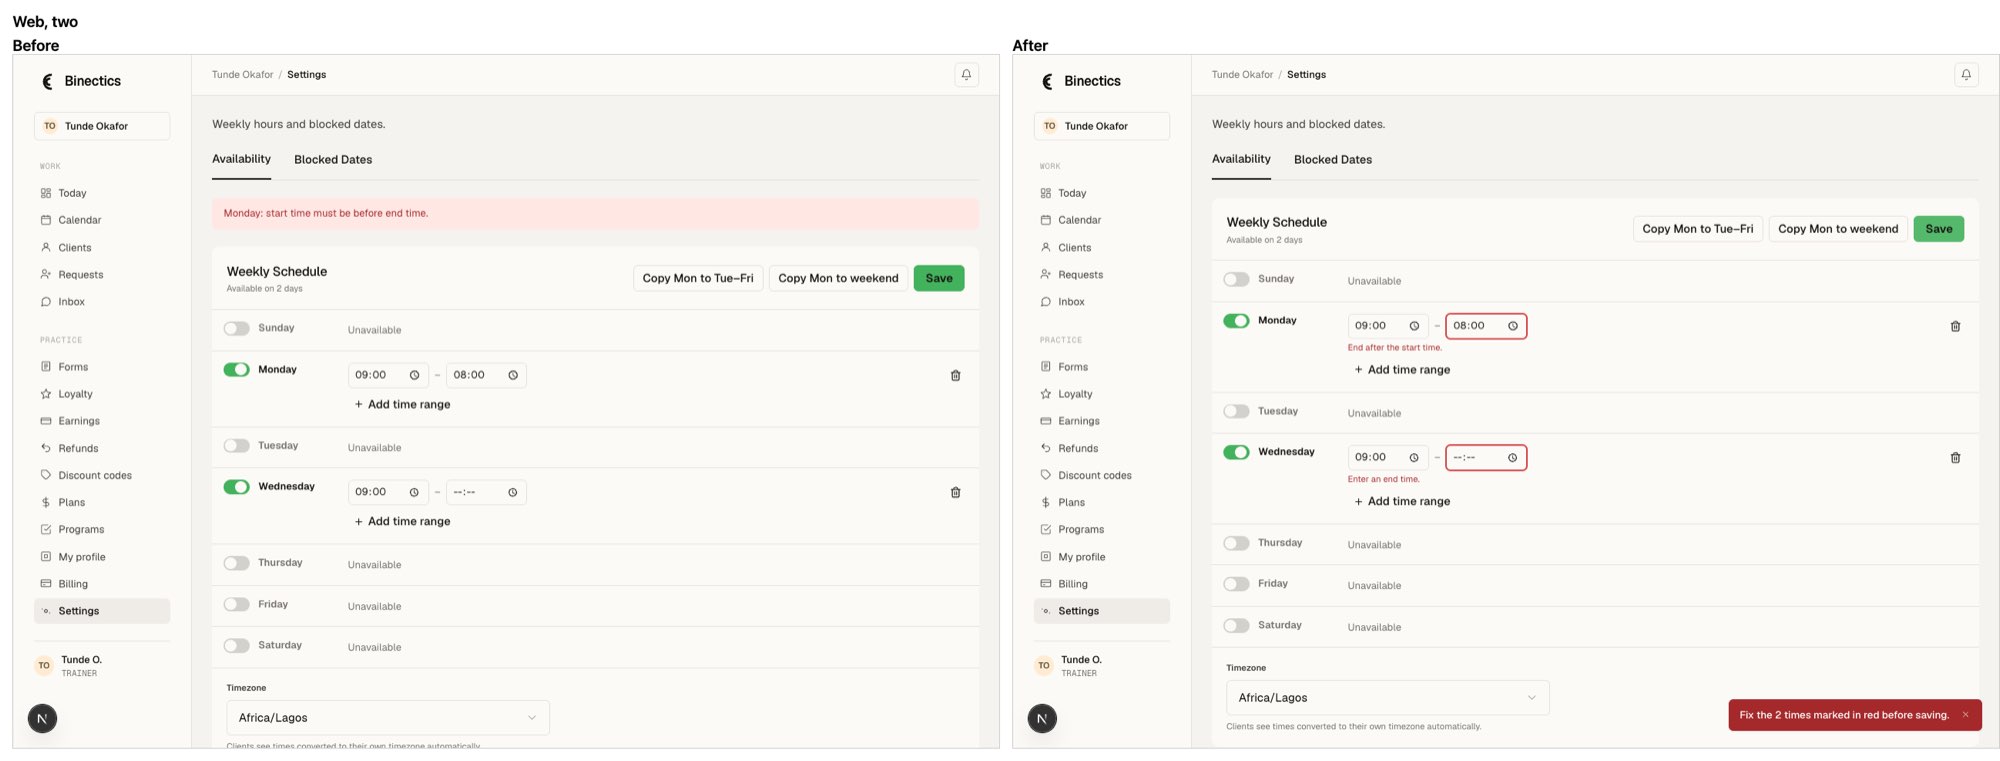 Web, two
Before
Binectics
TO Tunde Okafor
WORK
Today
Calendar
Clients
Requests
Inbox
PRACTICE
Forms
Loyalty
Earnings
Refunds
Discount codes
Plans
Programs
My profile
Billing
Settings
TO Tunde O.
TRAINER
N
Tunde Okafor / Settings
Weekly hours and blocked dates.
Availability Blocked Dates
Monday: start time must be before end time.
Weekly Schedule
Available on 2 days
Copy Mon to Tue–Fri Copy Mon to weekend Save
Sunday Unavailable
Monday 09:00 – 08:00
+ Add time range
Tuesday Unavailable
Wednesday 09:00 – --:--
+ Add time range
Thursday Unavailable
Friday Unavailable
Saturday Unavailable
Timezone
Africa/Lagos
Clients see times converted to their own timezone automatically.
After
Binectics
TO Tunde Okafor
WORK
Today
Calendar
Clients
Requests
Inbox
PRACTICE
Forms
Loyalty
Earnings
Refunds
Discount codes
Plans
Programs
My profile
Billing
Settings
TO Tunde O.
TRAINER
N
Tunde Okafor / Settings
Weekly hours and blocked dates.
Availability Blocked Dates
Weekly Schedule
Available on 2 days
Copy Mon to Tue–Fri Copy Mon to weekend Save
Sunday Unavailable
Monday 09:00 – 08:00
End after the start time.
+ Add time range
Tuesday Unavailable
Wednesday 09:00 – --:--
Enter an end time.
+ Add time range
Thursday Unavailable
Friday Unavailable
Saturday Unavailable
Timezone
Africa/Lagos
Clients see times converted to their own timezone automatically.
Fix the 2 times marked in red before saving. ×